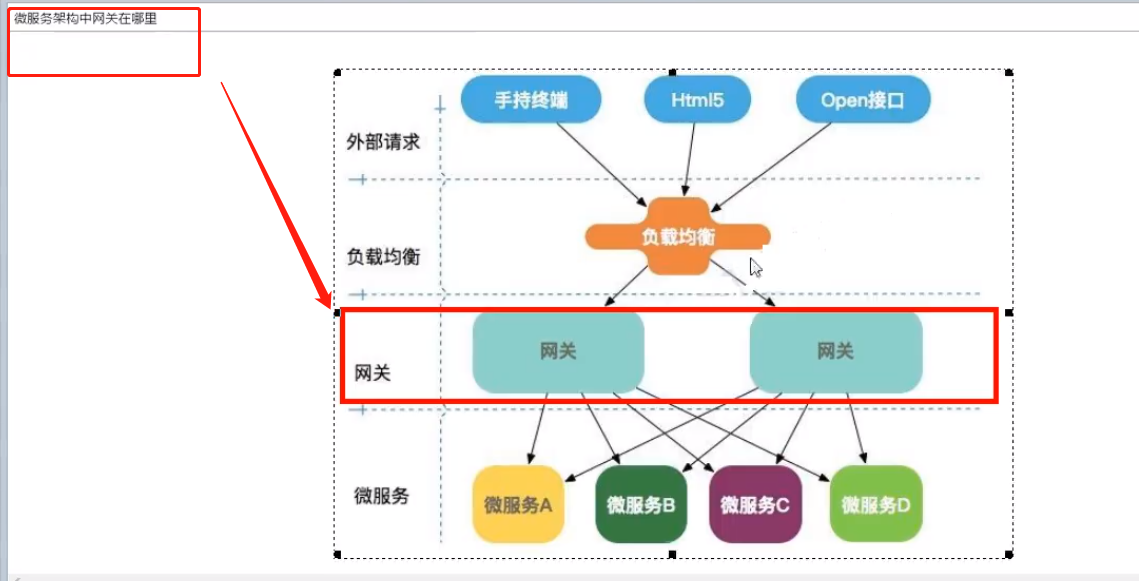 微服务架构中网关在哪里
手持终端
Html5
Open接口
外部请求
负载均衡
负载均衡
网关
网关
网关
微服务
微服务A
微服务B
微服务C
微服务D